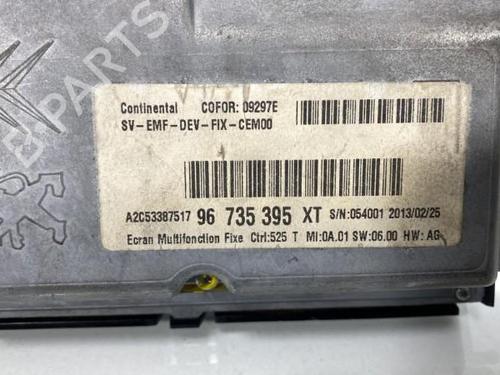 Continental COFOR: 09297E
SV-EMF-DEV-FIX-CEM00
A2C53387517 96 735 395 XT S/N:054001 2013/02/25
Ecran Multifonction Fixe Ctrl:525 T MI:0A.01 SW:06.00 HW: AG